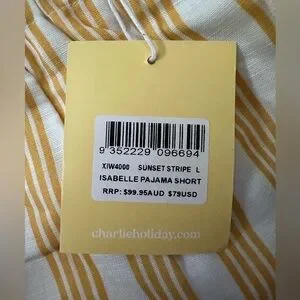 9 352229 096694
XIW4000 SUNSET STRIPE L
ISABELLE PAJAMA SHORT
RRP: $99.95AUD $79USD
charlieholiday.com